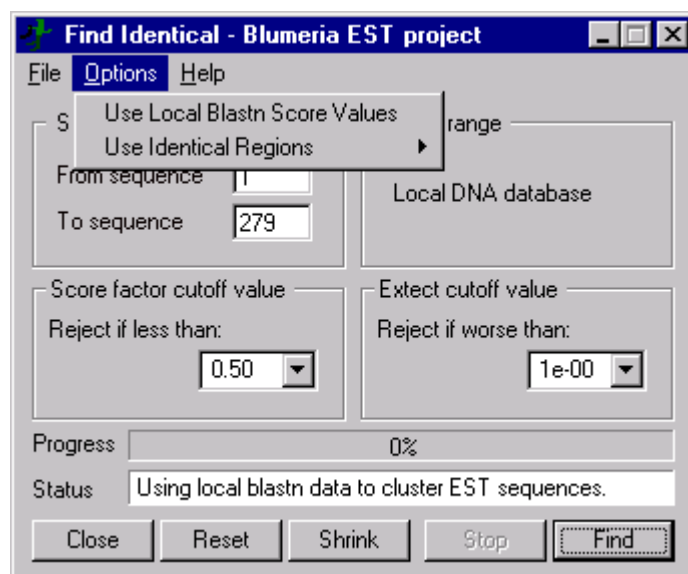 Find Identical - Blumeria EST project
File Options Help
Use Local Blastn Score Values
Use Identical Regions
S
range
From sequence 1
Local DNA database
To sequence 279
Score factor cutoff value
Extect cutoff value
Reject if less than:
Reject if worse than:
0.50
1e-00
Progress 0%
Status Using local blastn data to cluster EST sequences.
Close Reset Shrink Stop Find